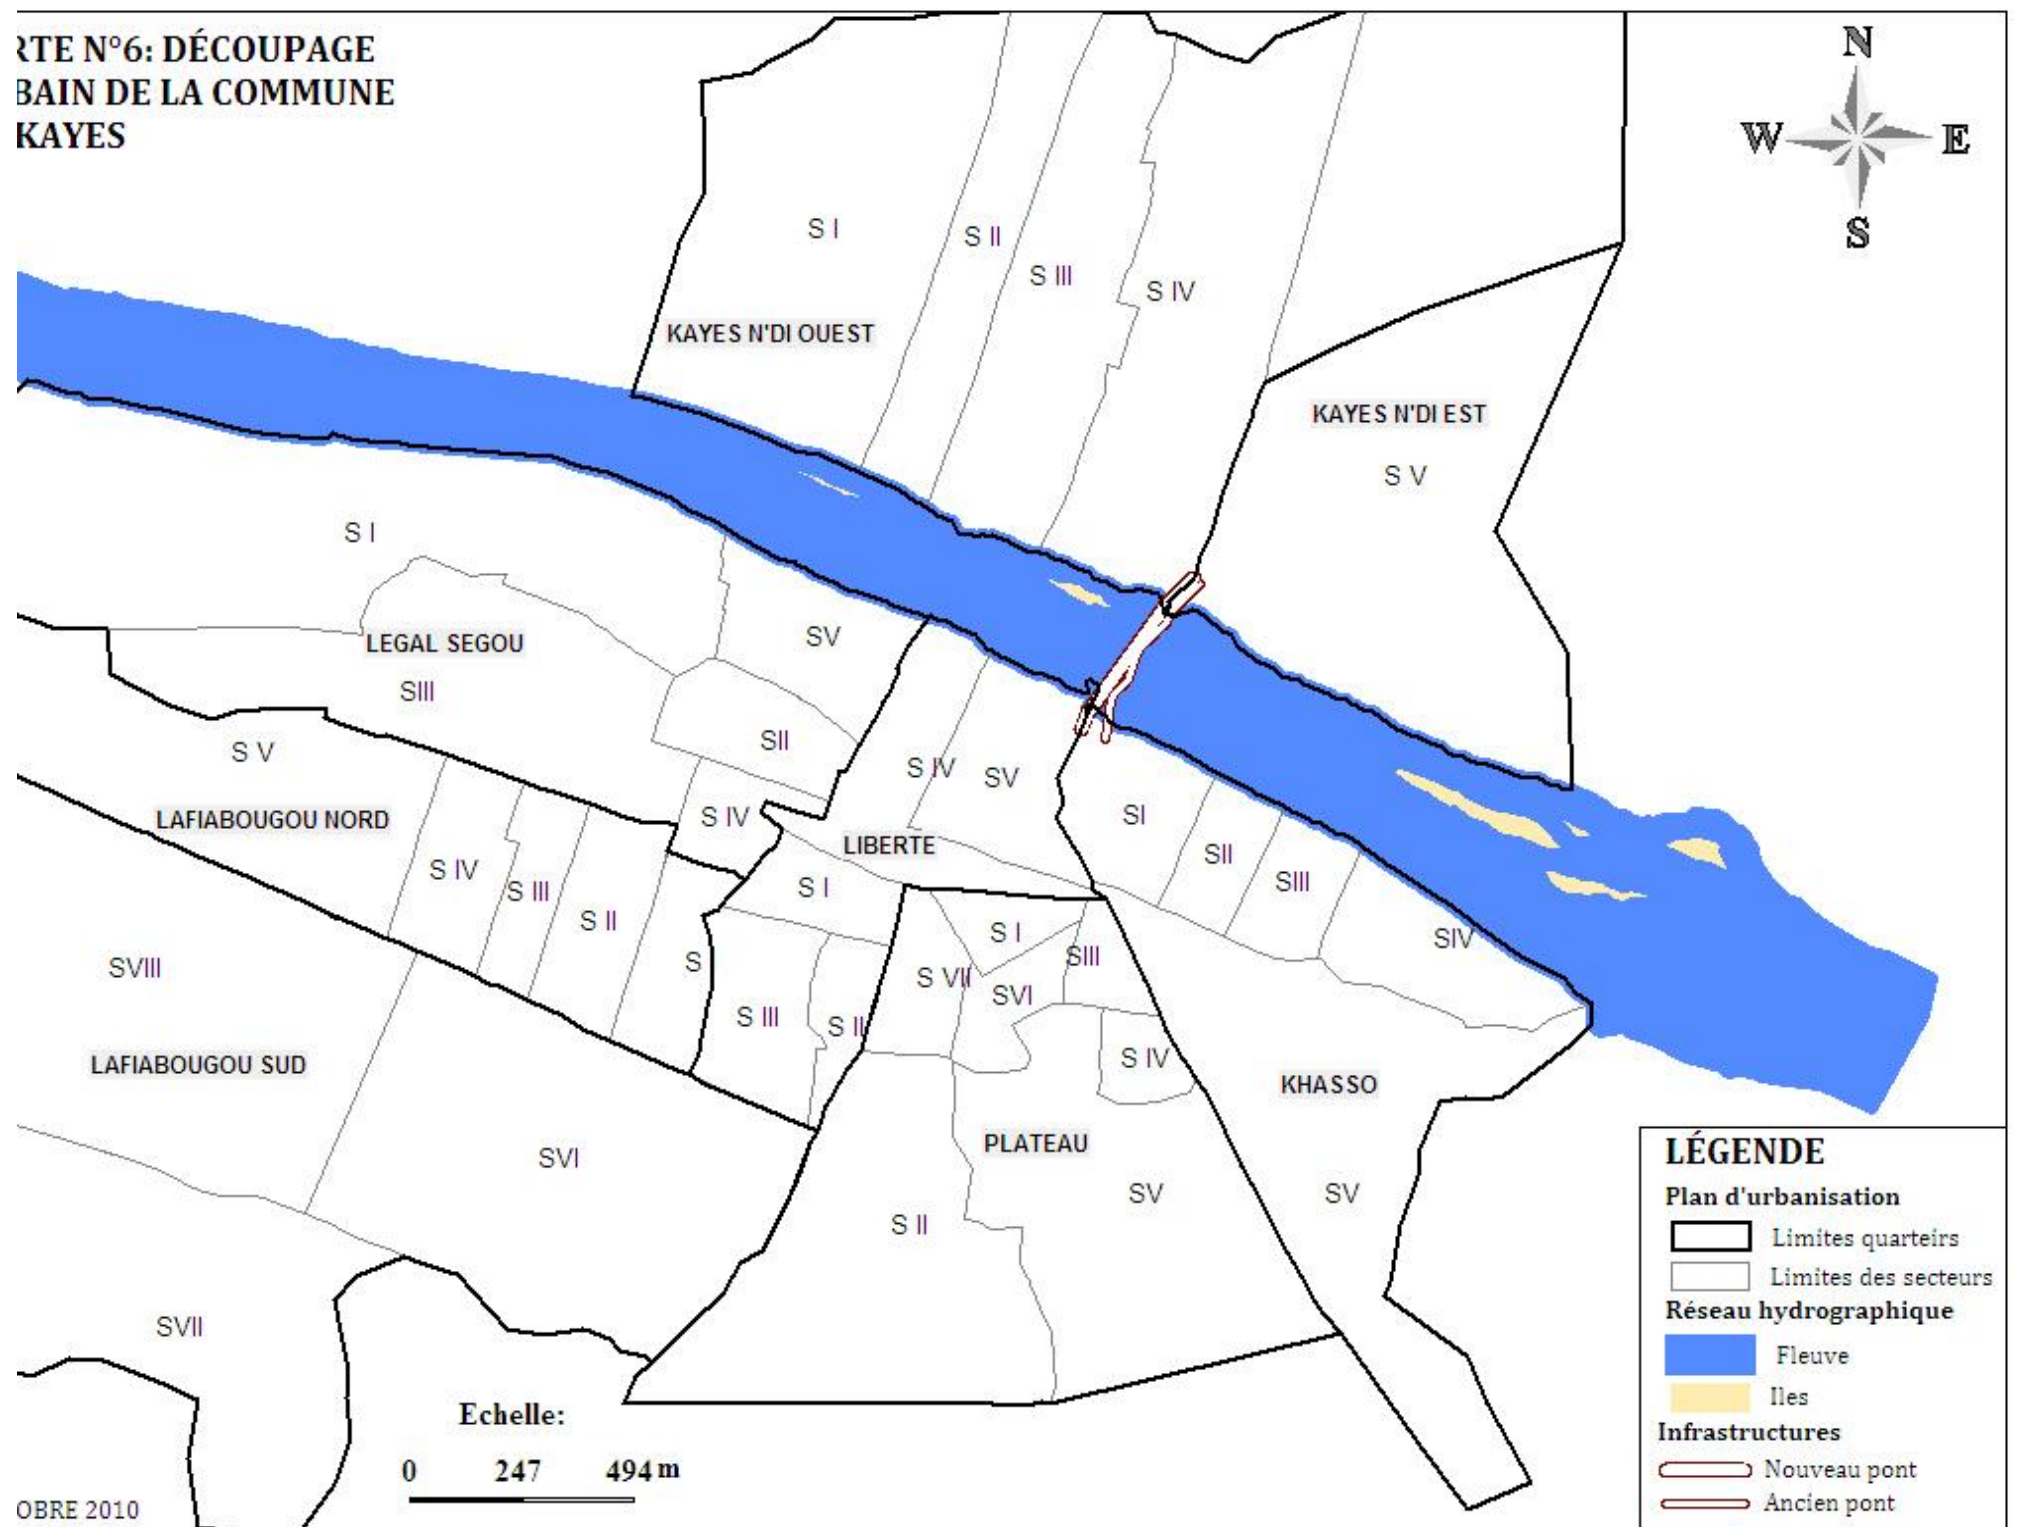 RTE N°6: DÉCOUPAGE
BAIN DE LA COMMUNE
KAYES
N
W E
S
S I
S II
S III
S IV
KAYES N'DI OUEST
KAYES N'DI EST
S V
S I
LEGAL SEGOU
SIII
SV
SII
S IV
S V
LAFIABOUGOU NORD
S IV
S III
S II
S
S IV
SV
LIBERTE
S I
S III
S II
SI
SII
SIII
SIV
KHASSO
SV
S I
SIII
S VII
SVI
S IV
PLATEAU
SV
S II
SVIII
LAFIABOUGOU SUD
SVI
SVII
Echelle:
0 247 494 m
OBRE 2010
LÉGENDE
Plan d'urbanisation
Limites quarteirs
Limites des secteurs
Réseau hydrographique
Fleuve
Iles
Infrastructures
Nouveau pont
Ancien pont